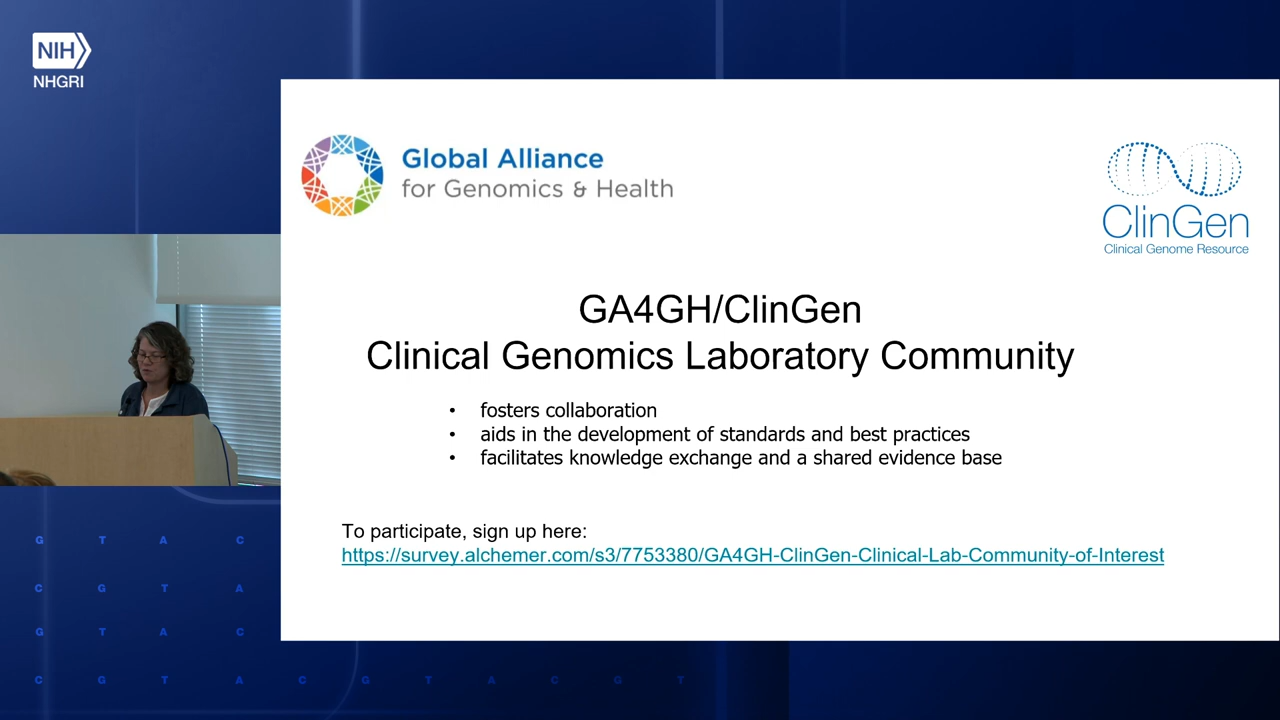 NIH
NHGRI
Global Alliance
for Genomics & Health
ClinGen
Clinical Genome Resource
GA4GH/ClinGen
Clinical Genomics Laboratory Community
• fosters collaboration
• aids in the development of standards and best practices
• facilitates knowledge exchange and a shared evidence base
To participate, sign up here:
https://survey.alchemer.com/s3/7753380/GA4GH-ClinGen-Clinical-Lab-Community-of-Interest
G T A C
C G T A
G T A C
C G T A C G T A C G T